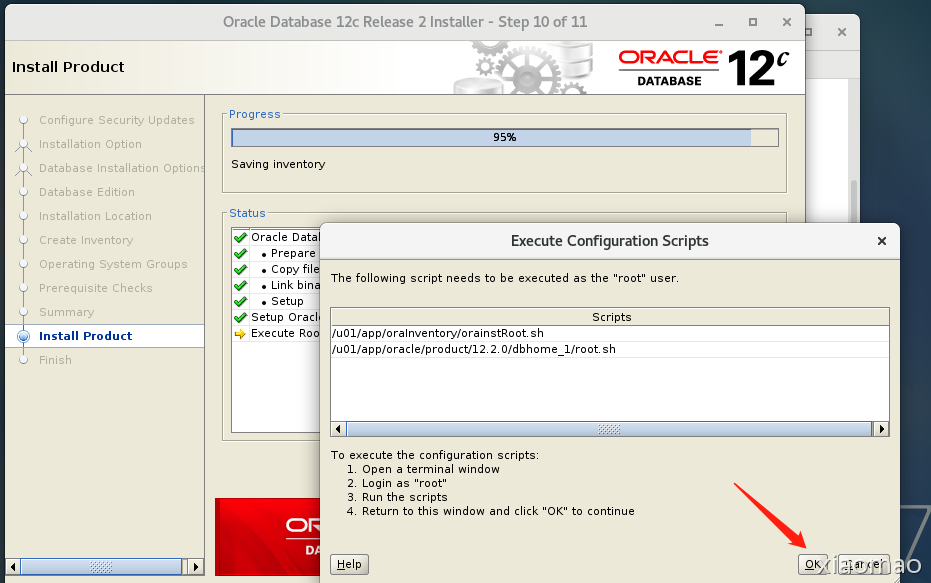 Oracle Database 12c Release 2 Installer - Step 10 of 11
Install Product
ORACLE
DATABASE
12c
Configure Security Updates
Installation Option
Database Installation Options
Database Edition
Installation Location
Create Inventory
Operating System Groups
Prerequisite Checks
Summary
Install Product
Finish
Progress
95%
Saving inventory
Status
Oracle Datal
Prepare
Copy file
Link bina
Setup
Setup Oracle
Execute Roo
Execute Configuration Scripts
The following script needs to be executed as the "root" user.
Scripts
/u01/app/oraInventory/orainstRoot.sh
/u01/app/oracle/product/12.2.0/dbhome_1/root.sh
To execute the configuration scripts:
1. Open a terminal window
2. Login as "root"
3. Run the scripts
4. Return to this window and click "OK" to continue
Help
OK
Cancel
xiaomao
7